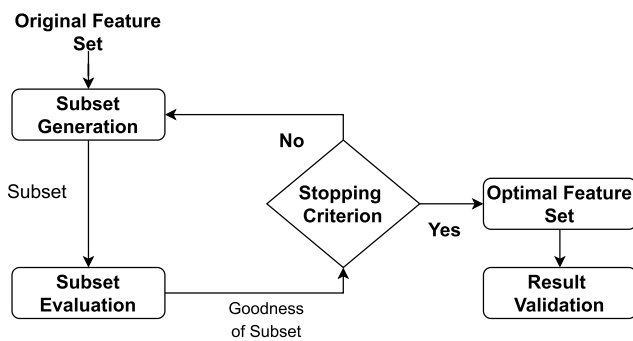 Original Feature
Set
Subset
Generation
No
Subset
Stopping
Criterion
Yes
Optimal Feature
Set
Subset
Evaluation
Goodness
of Subset
Result
Validation